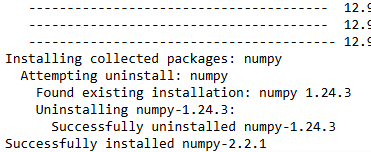 ------------------------------------- 12.9
------------------------------------- 12.9
-------------------------------------- 12.9
Installing collected packages: numpy
  Attempting uninstall: numpy
    Found existing installation: numpy 1.24.3
    Uninstalling numpy-1.24.3:
      Successfully uninstalled numpy-1.24.3
Successfully installed numpy-2.2.1